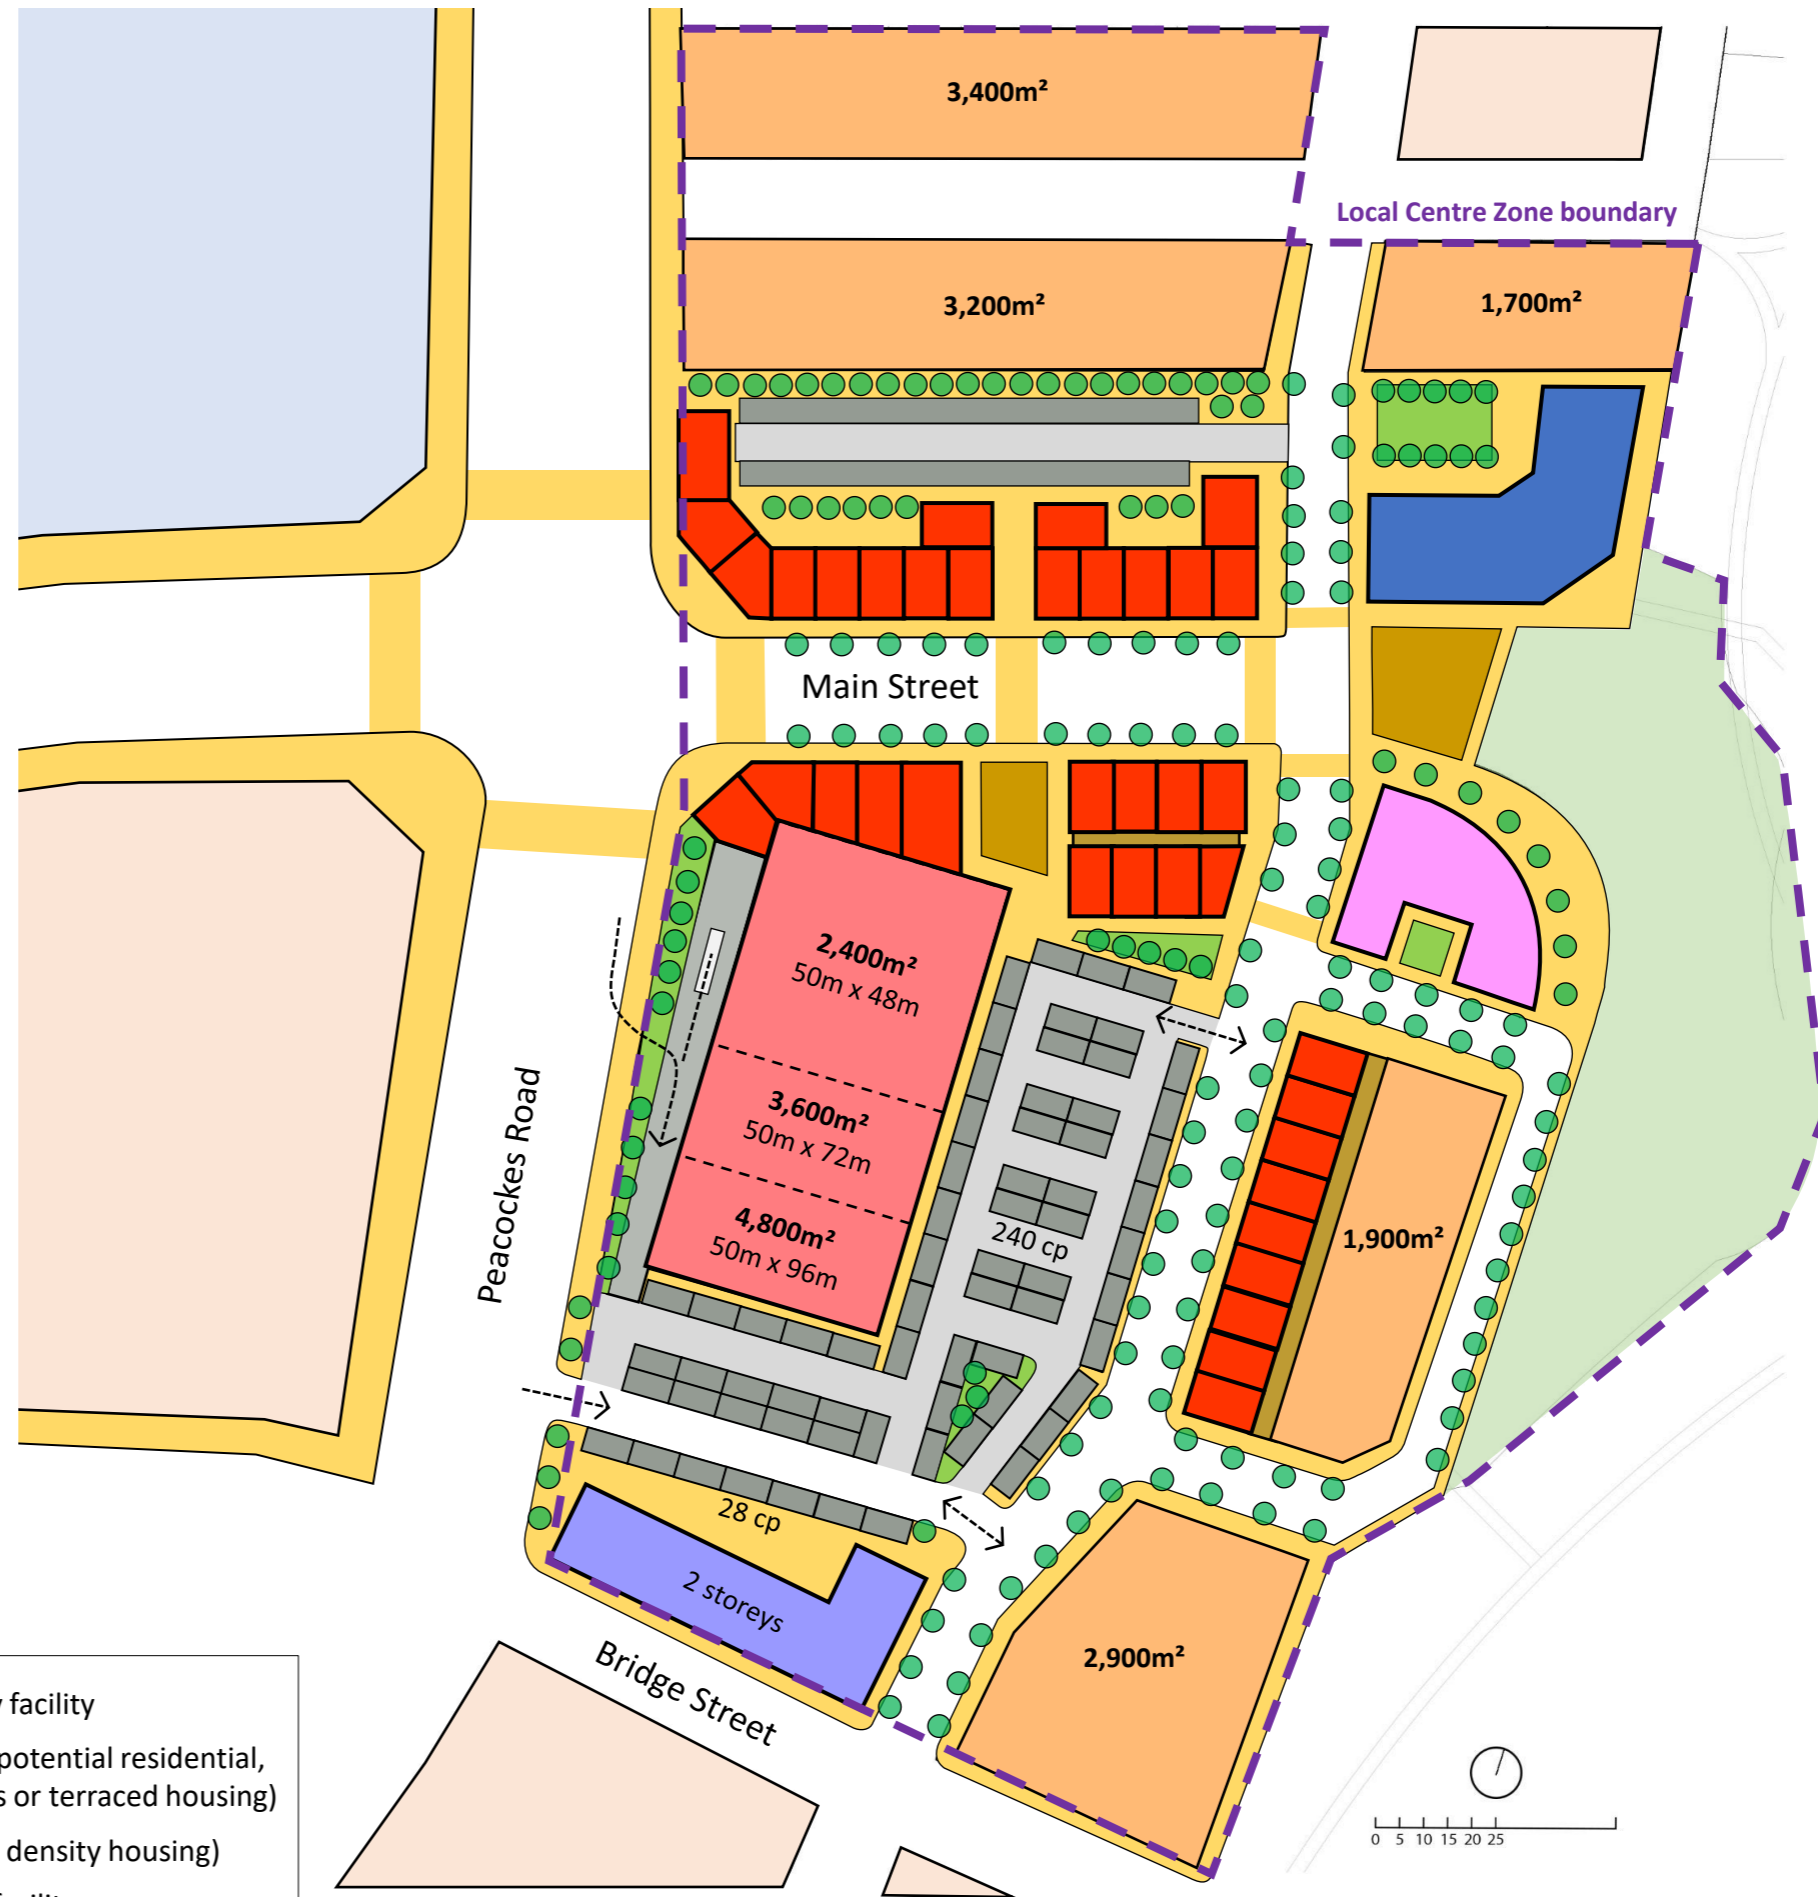 3,400m²
Local Centre Zone boundary
3,200m²
1,700m²
Main Street
2,400m²
50m x 48m
3,600m²
50m x 72m
4,800m²
50m x 96m
240 cp
1,900m²
Peacockes Road
28 cp
2 storeys
Bridge Street
2,900m²
facility
potential residential,
s or terraced housing)
density housing)
0 5 10 15 20 25